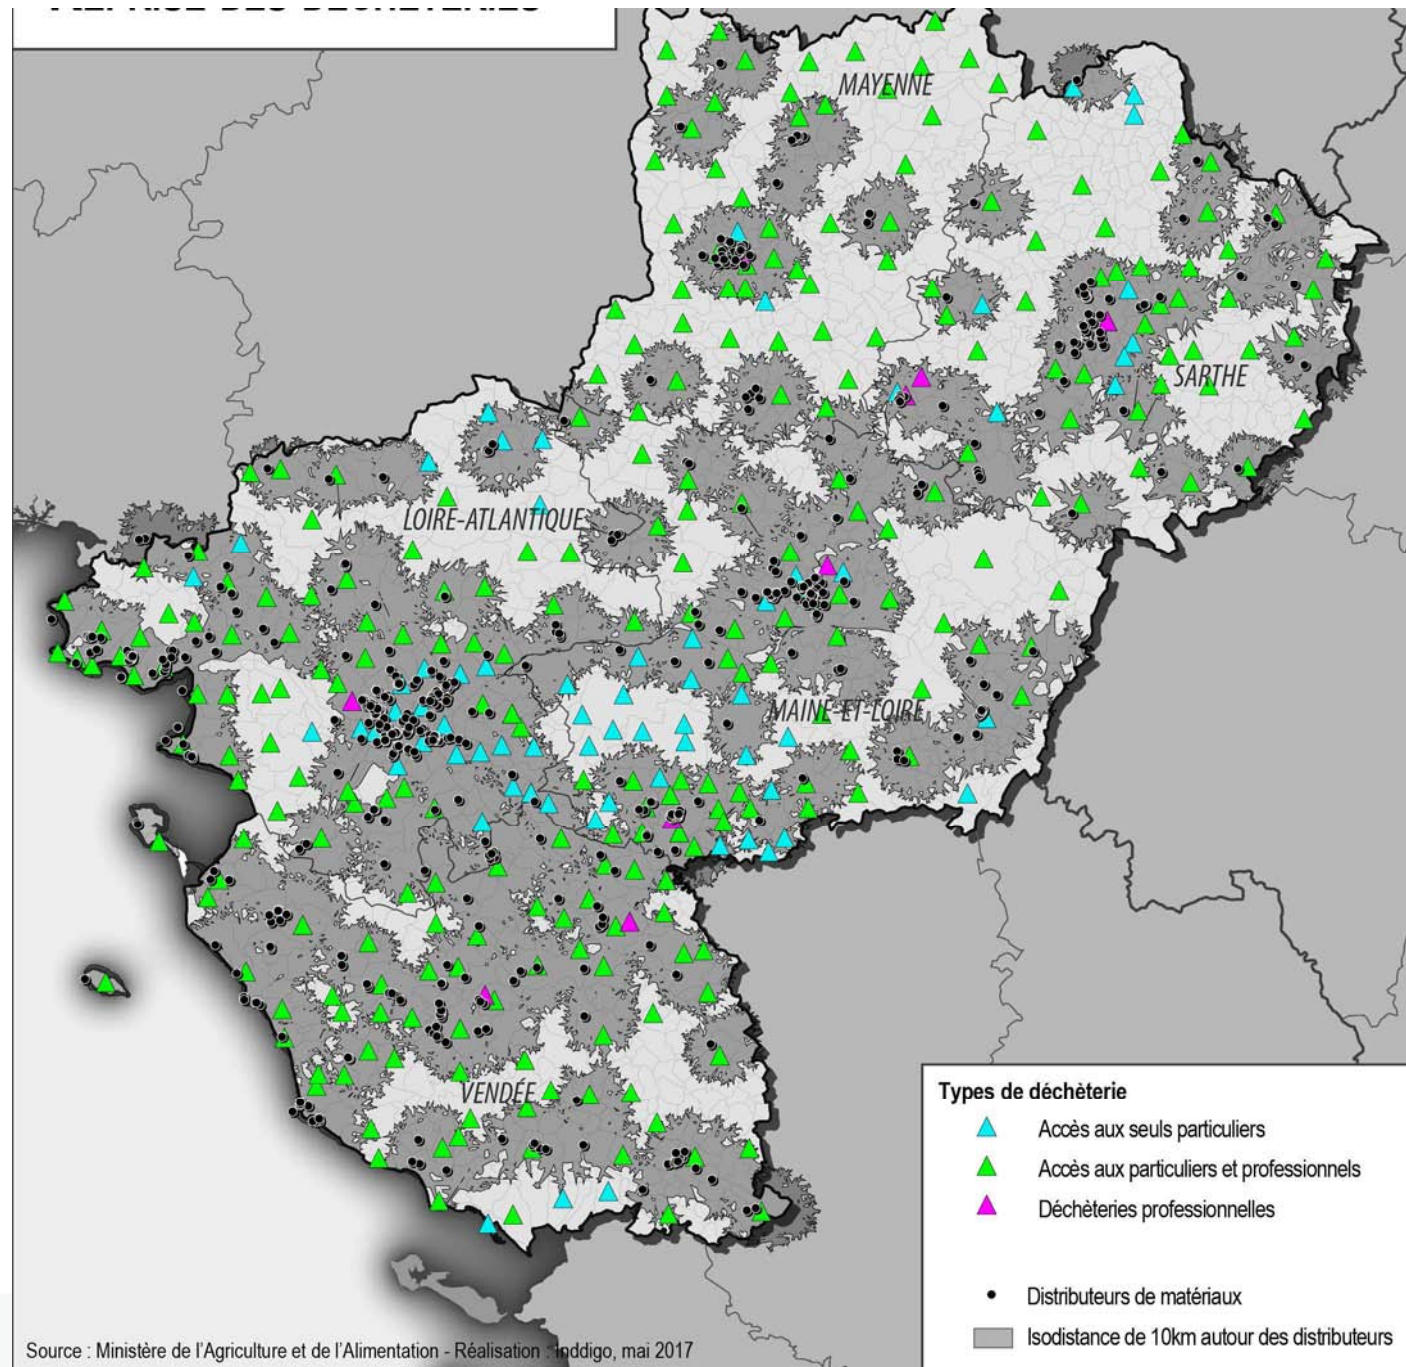 MAYENNE
SARTHE
LOIRE-ATLANTIQUE
MAINE-ET-LOIRE
VENDÉE
Types de déchèterie
Accès aux seuls particuliers
Accès aux particuliers et professionnels
Déchèteries professionnelles
Distributeurs de matériaux
Isodistance de 10km autour des distributeurs
Source : Ministère de l'Agriculture et de l'Alimentation - Réalisation : Inddigo, mai 2017